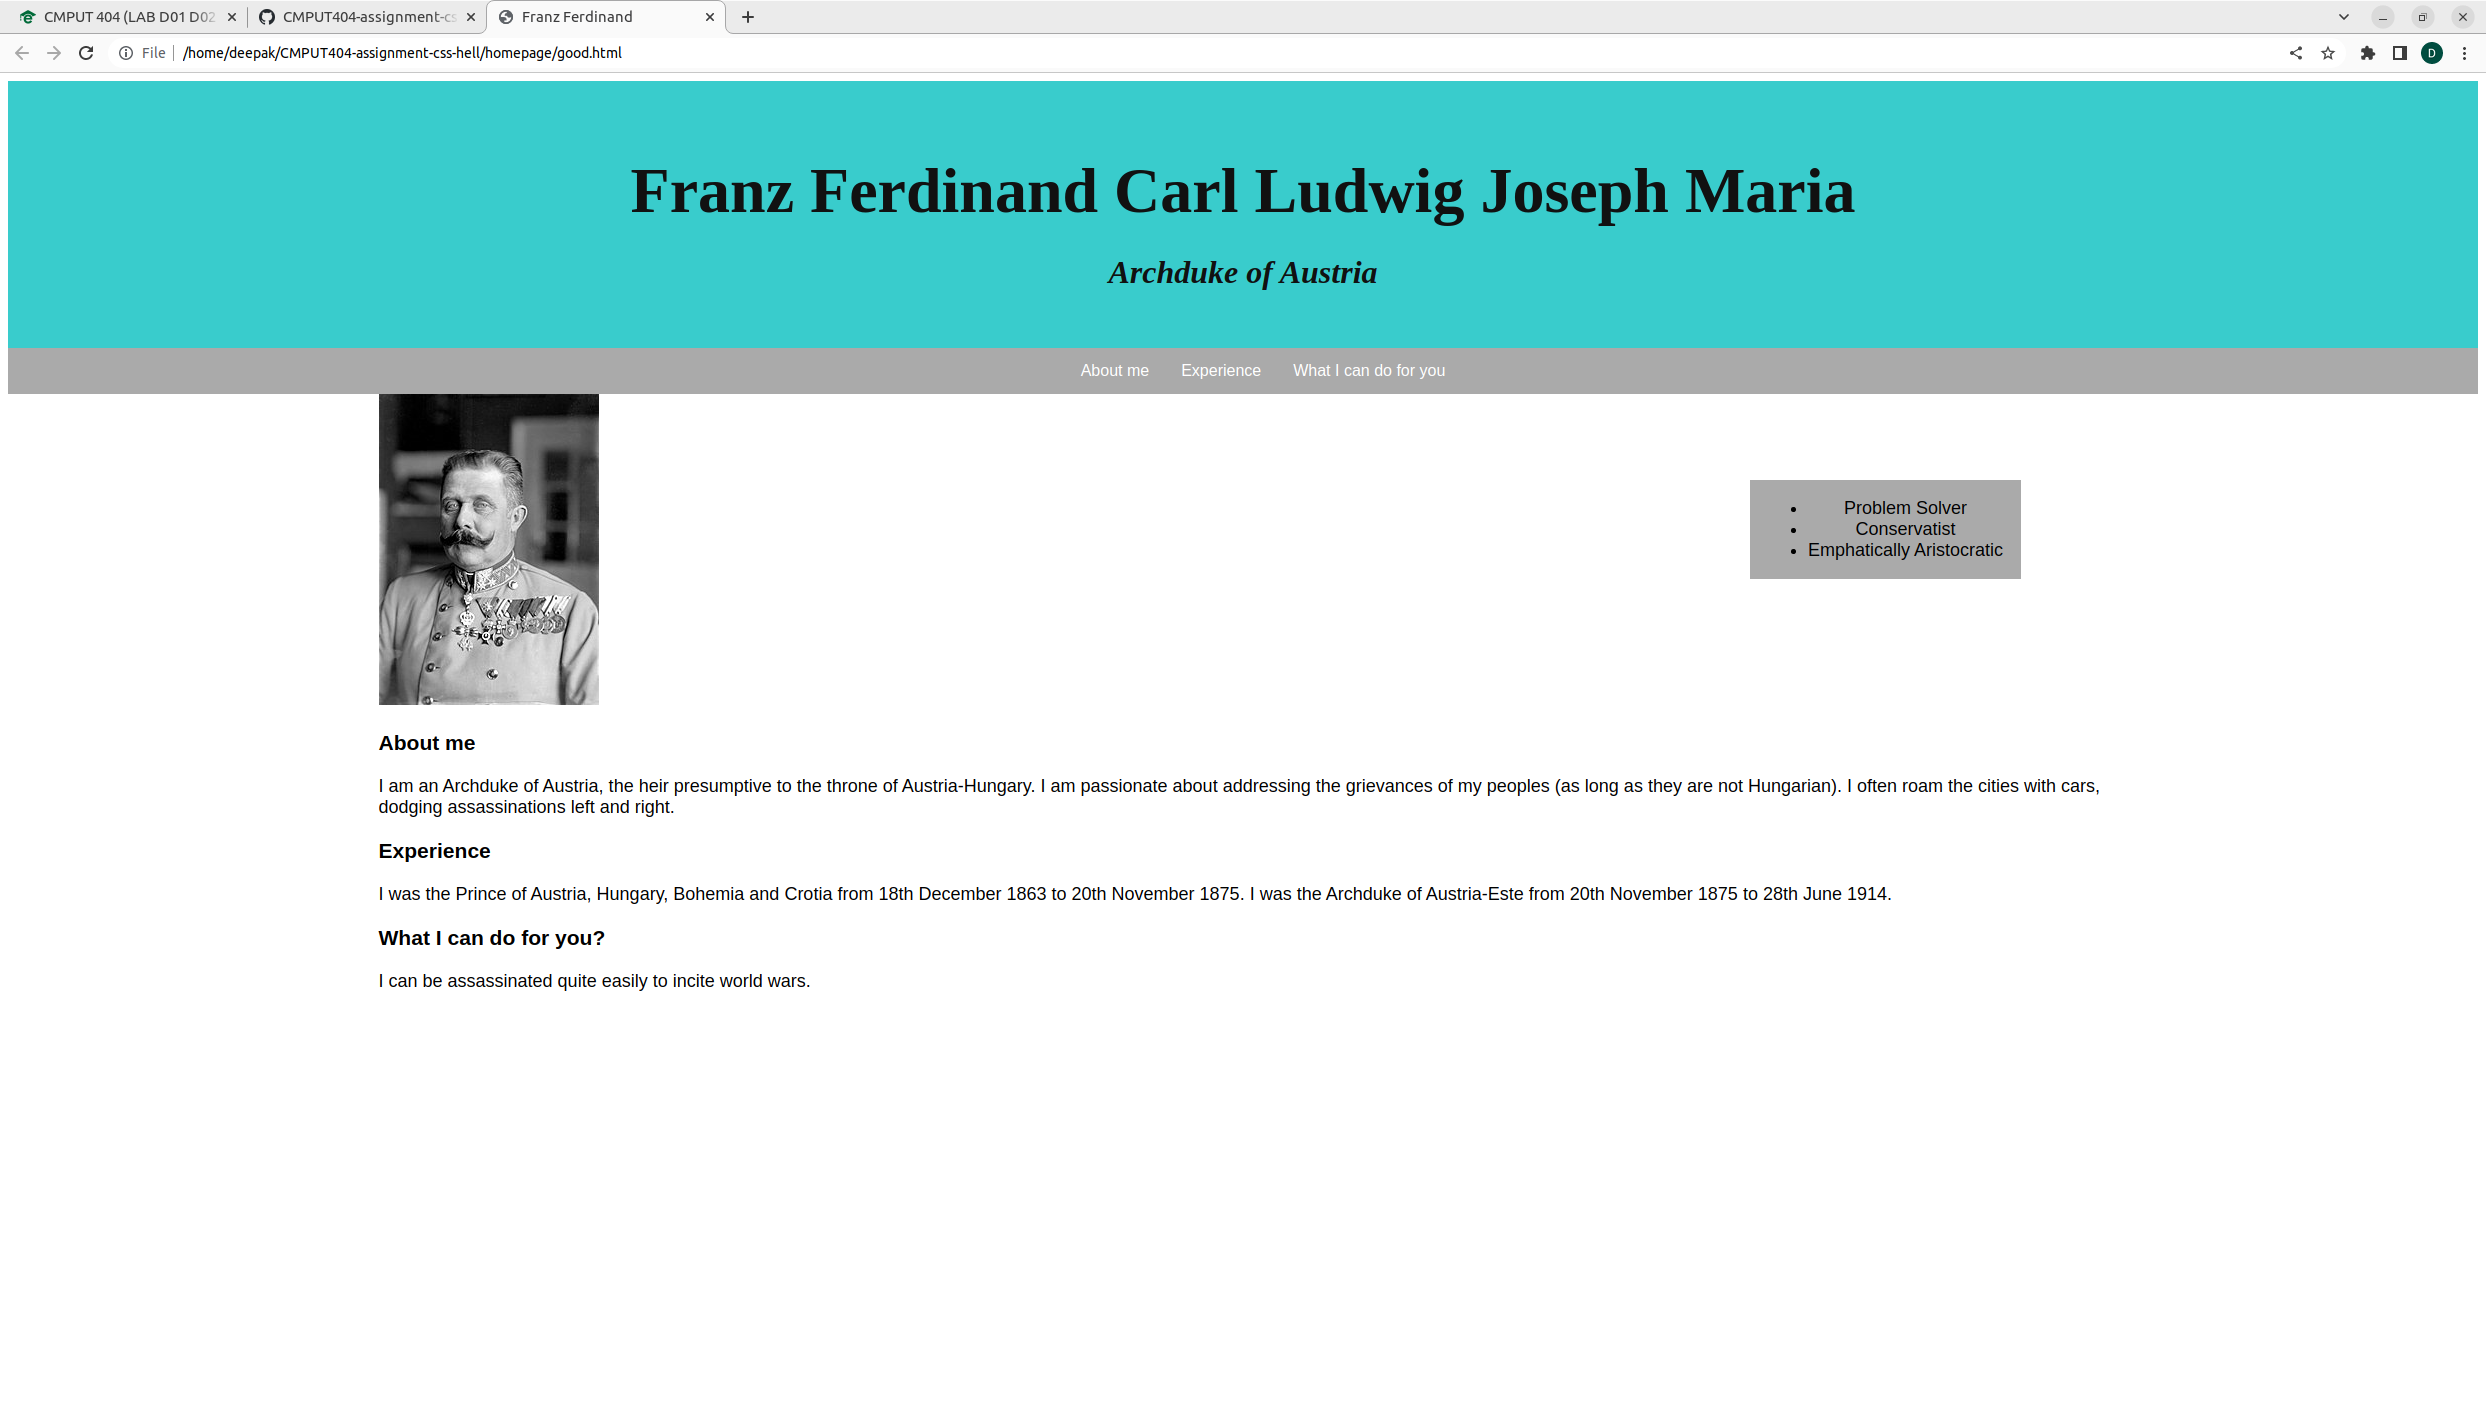 CMPUT 404 (LAB D01 D02
CMPUT404-assignment-cs
Franz Ferdinand
File
/home/deepak/CMPUT404-assignment-css-hell/homepage/good.html
D
Franz Ferdinand Carl Ludwig Joseph Maria
Archduke of Austria
About me Experience What I can do for you
Problem Solver
Conservatist
Emphatically Aristocratic
About me
I am an Archduke of Austria, the heir presumptive to the throne of Austria-Hungary. I am passionate about addressing the grievances of my peoples (as long as they are not Hungarian). I often roam the cities with cars,
dodging assassinations left and right.
Experience
I was the Prince of Austria, Hungary, Bohemia and Crotia from 18th December 1863 to 20th November 1875. I was the Archduke of Austria-Este from 20th November 1875 to 28th June 1914.
What I can do for you?
I can be assassinated quite easily to incite world wars.